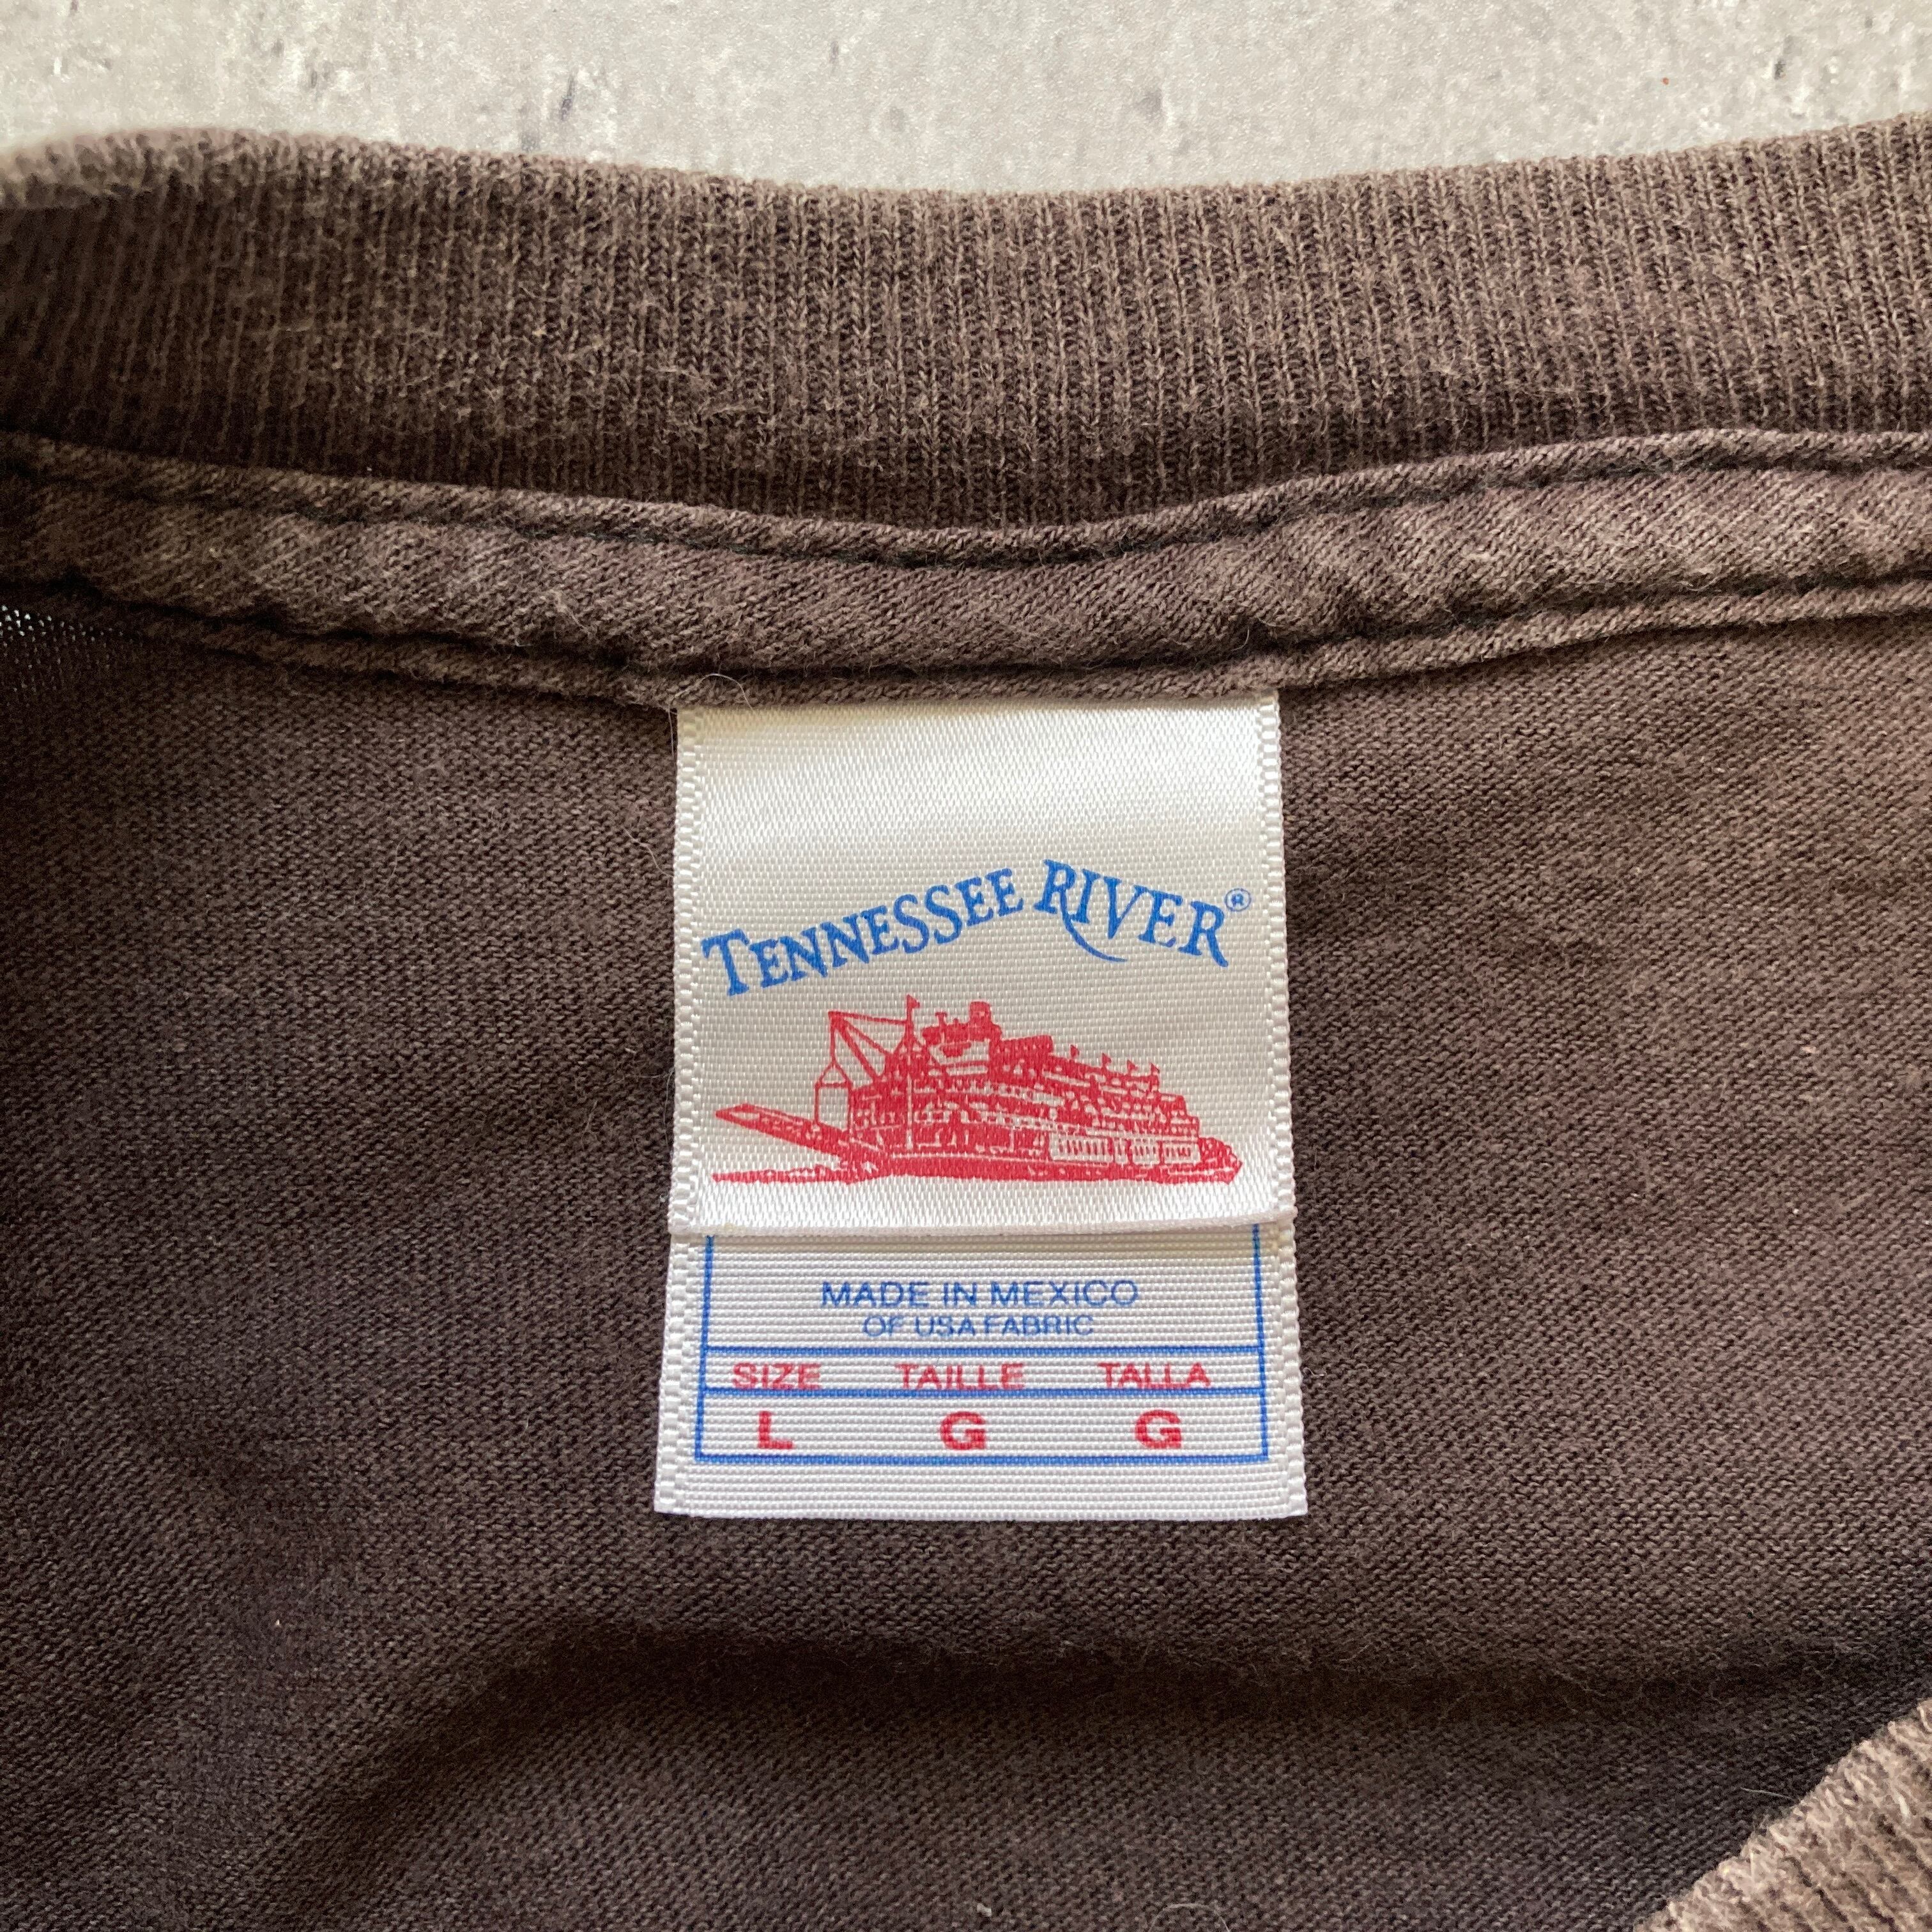 TENNESSEE RIVER®
MADE IN MEXICO
OF USA FABRIC
SIZE TAILLE TALLA
L G G